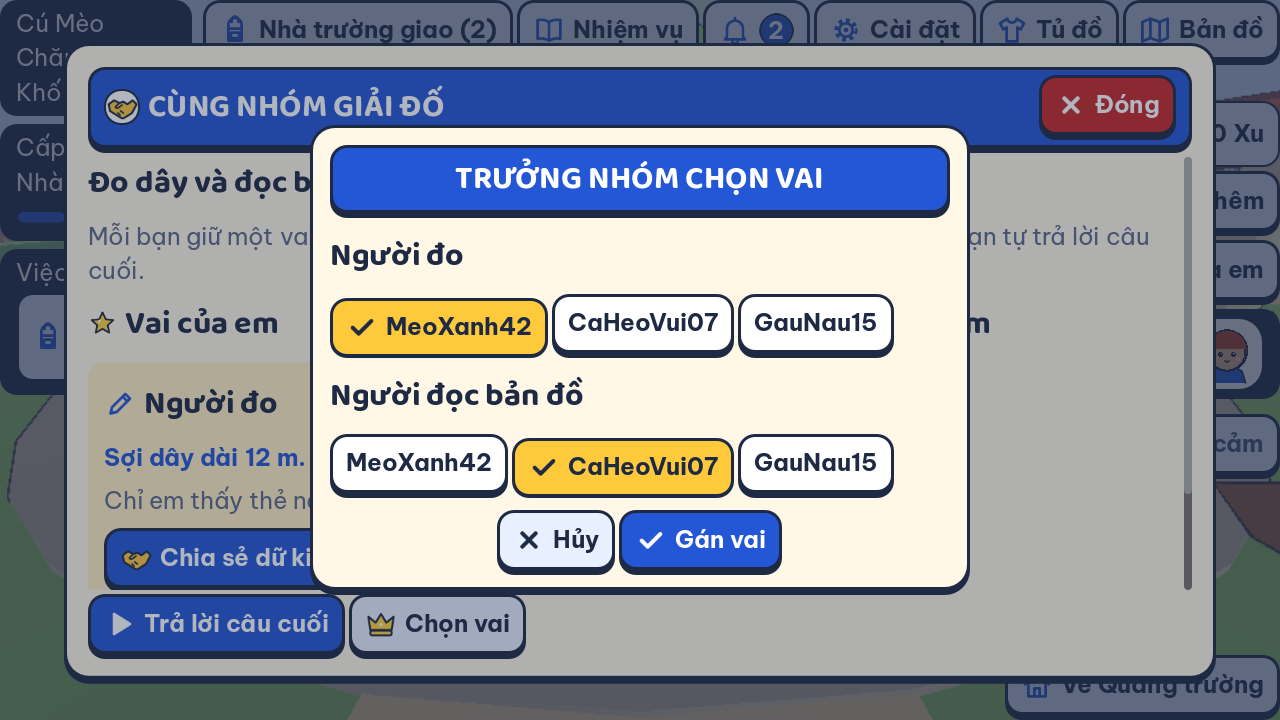 Cú Mèo
Nhà trường giao (2)
Nhiệm vụ
2
Cài đặt
Tủ đồ
Bản đồ
Khố
CÙNG NHÓM GIẢI ĐỐ
Đóng
0 Xu
Cấp
Nhà
TRƯỞNG NHÓM CHỌN VAI
Đo dây và đọc b
Mỗi bạn giữ một va
ạn tự trả lời câu
cuối.
Người đo
Việc
Vai của em
MeoXanh42
CaHeoVui07
GauNau15
Người đọc bản đồ
Người đo
Sợi dây dài 12 m.
MeoXanh42
CaHeoVui07
GauNau15
cảm
Chỉ em thấy thẻ
Chia sẻ dữ ki
Hủy
Gán vai
Trả lời câu cuối
Chọn vai
Về Quảng trường